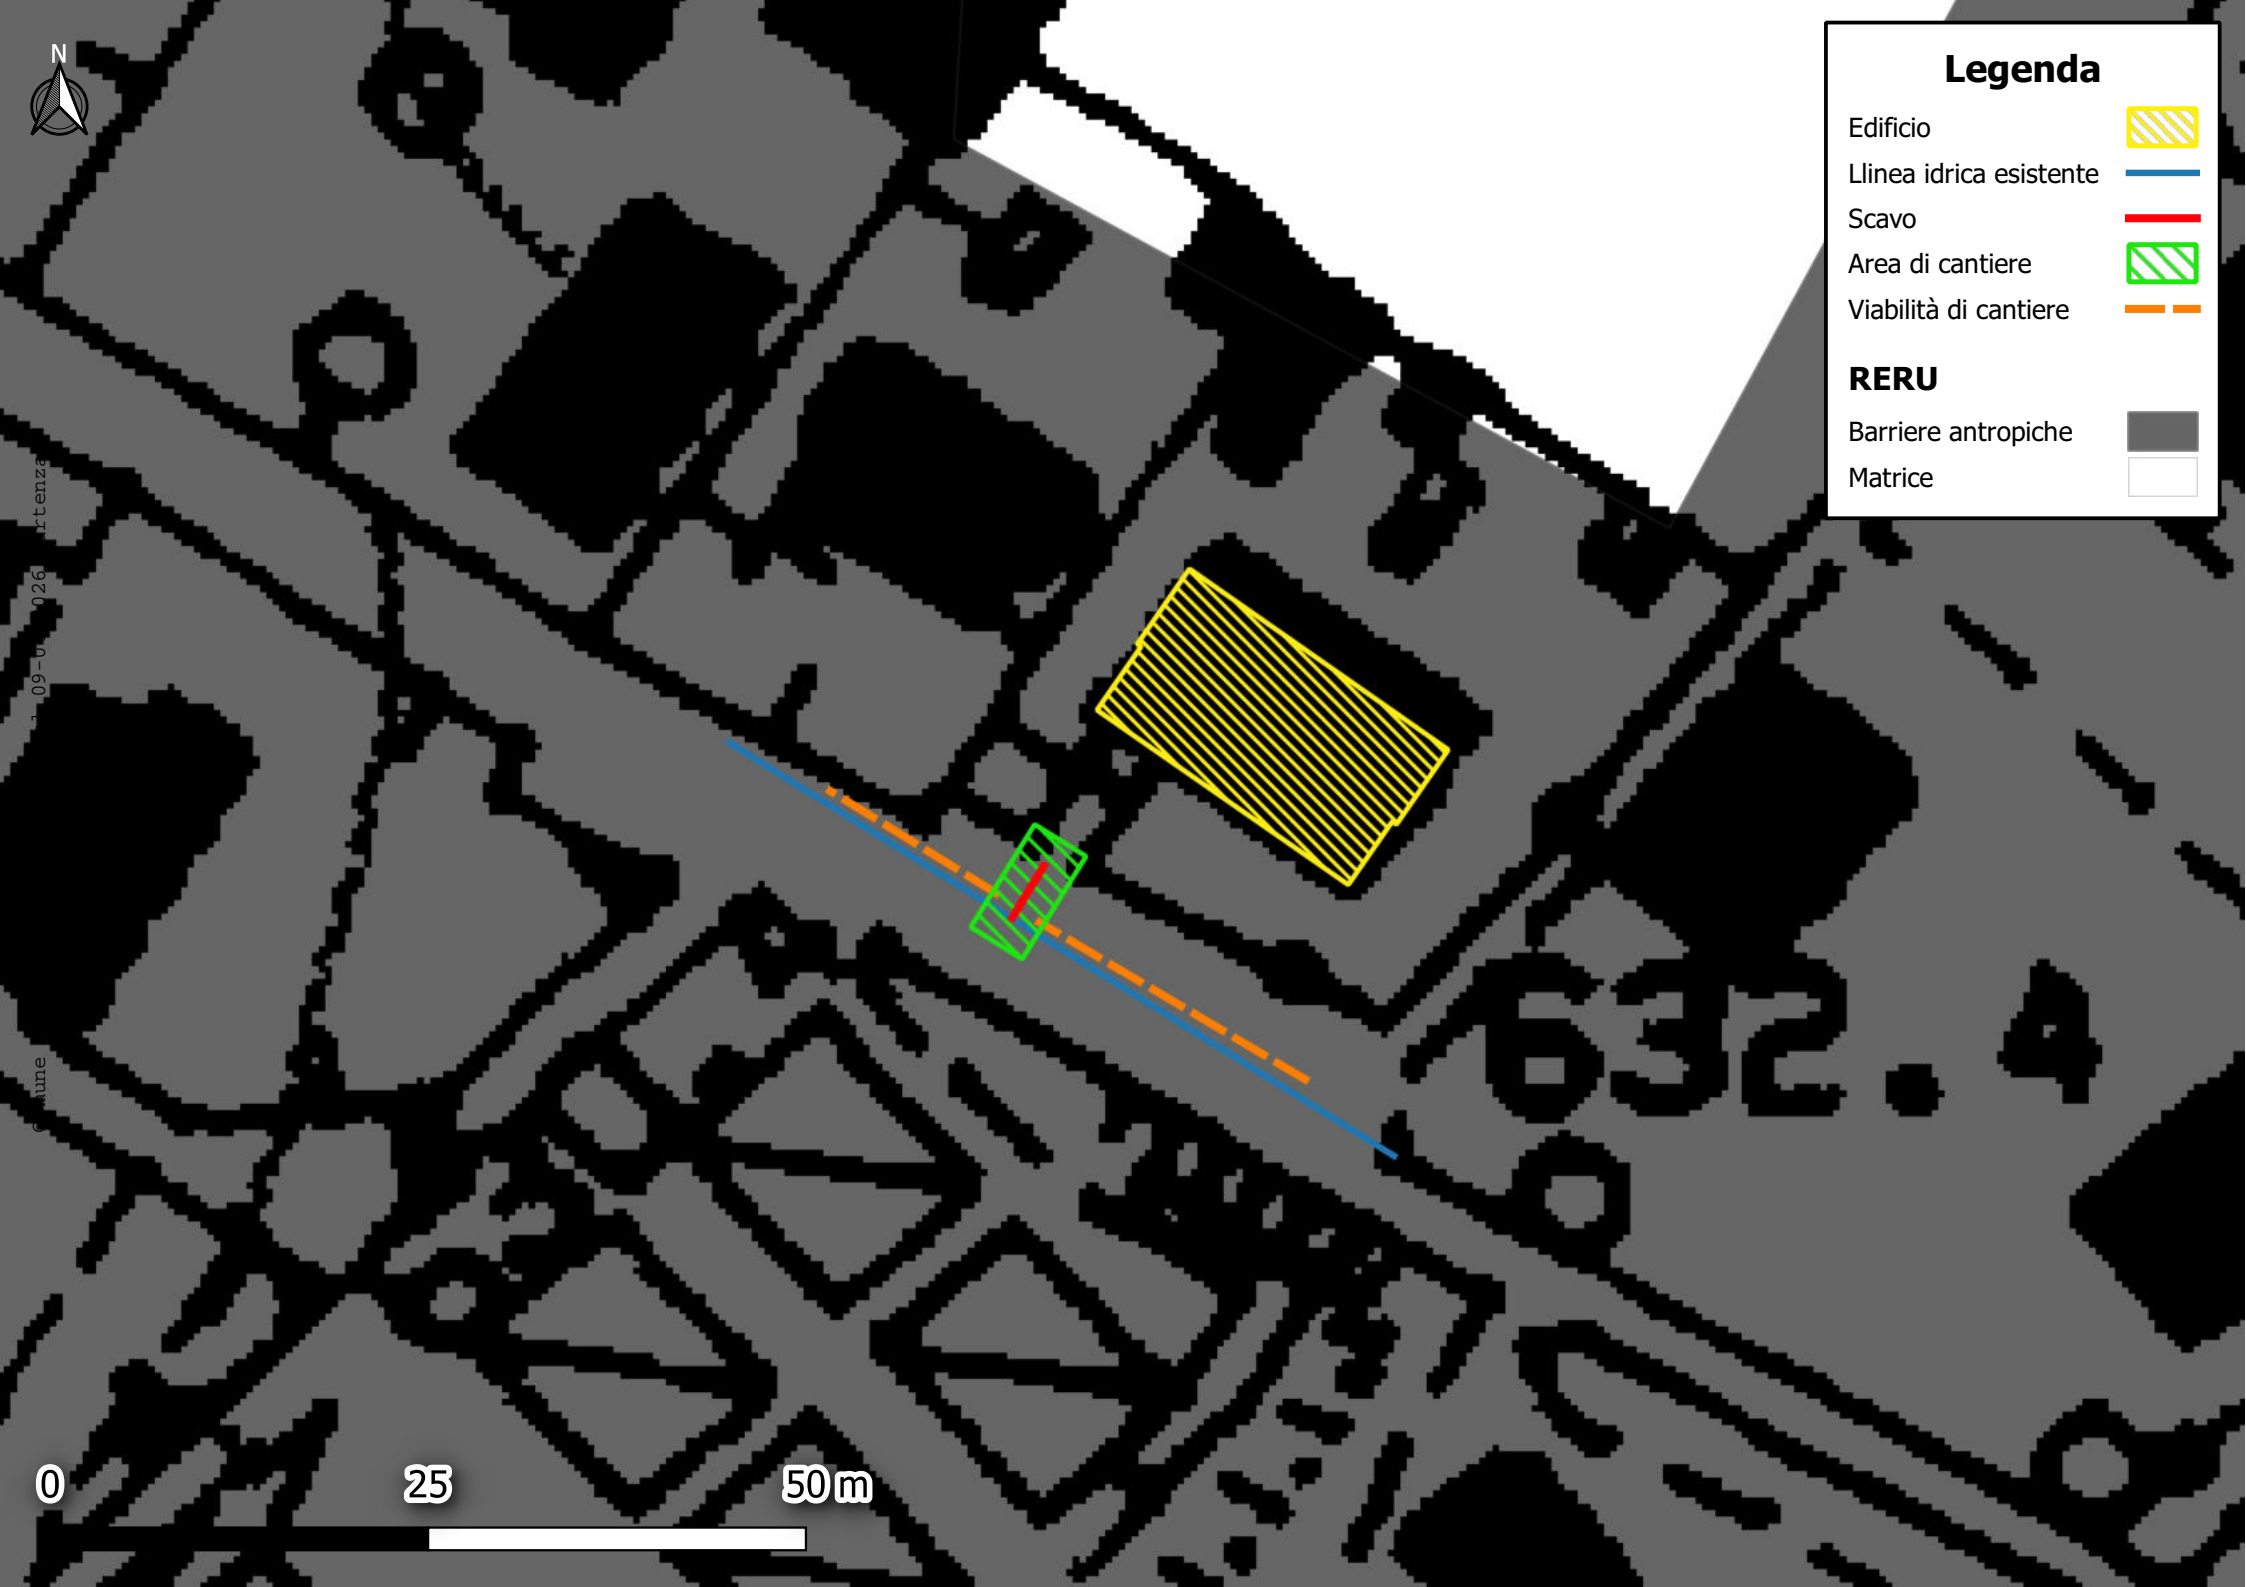 N
Legenda
Edificio
Llinea idrica esistente
Scavo
Area di cantiere
Viabilità di cantiere
RERU
Barriere antropiche
Matrice
632.4
0 25 50 m